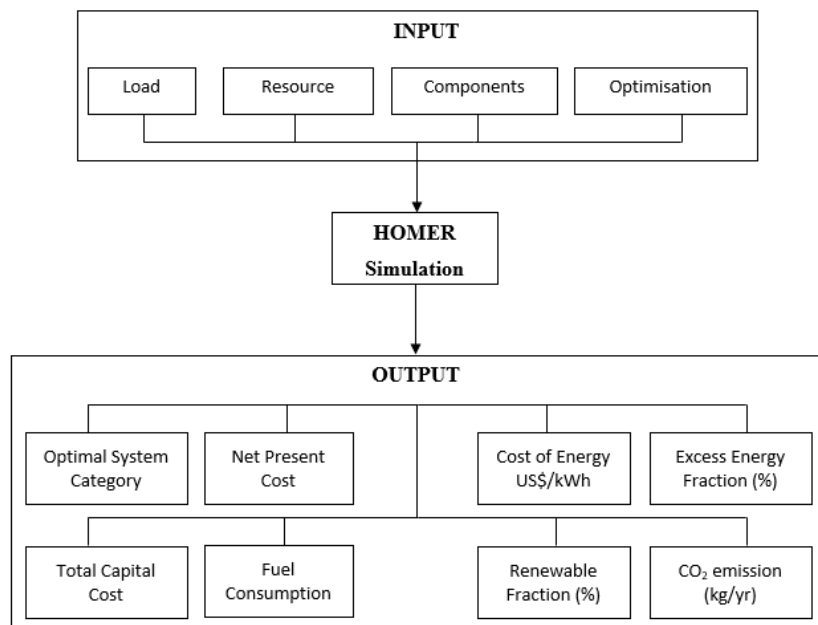 INPUT
Load
Resource
Components
Optimisation
HOMER
Simulation
OUTPUT
Optimal System
Category
Net Present
Cost
Cost of Energy
US$/kWh
Excess Energy
Fraction (%)
Total Capital
Cost
Fuel
Consumption
Renewable
Fraction (%)
CO₂ emission
(kg/yr)